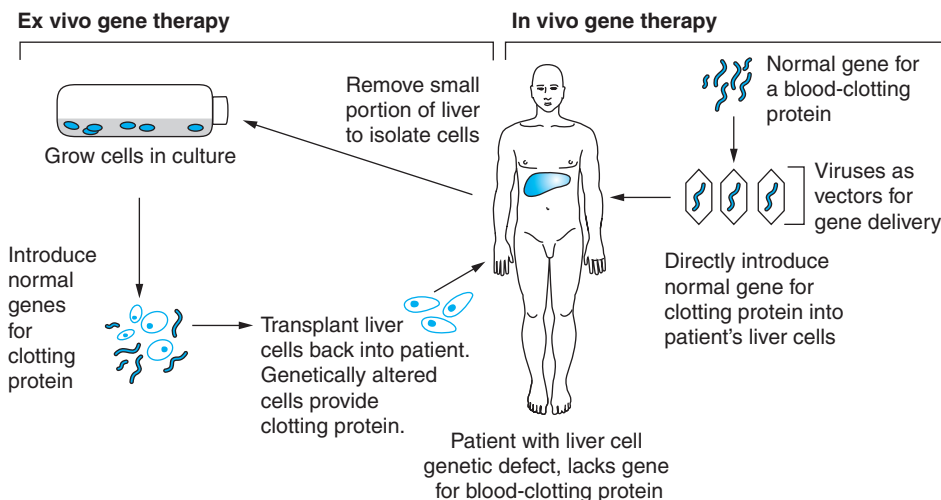 Ex vivo gene therapy
In vivo gene therapy
Remove small
portion of liver
to isolate cells
Grow cells in culture
Introduce
normal
genes
for
clotting
protein
Transplant liver
cells back into patient.
Genetically altered
cells provide
clotting protein.
Normal gene for
a blood-clotting
protein
Viruses as
vectors for
gene delivery
Directly introduce
normal gene for
clotting protein into
patient's liver cells
Patient with liver cell
genetic defect, lacks gene
for blood-clotting protein